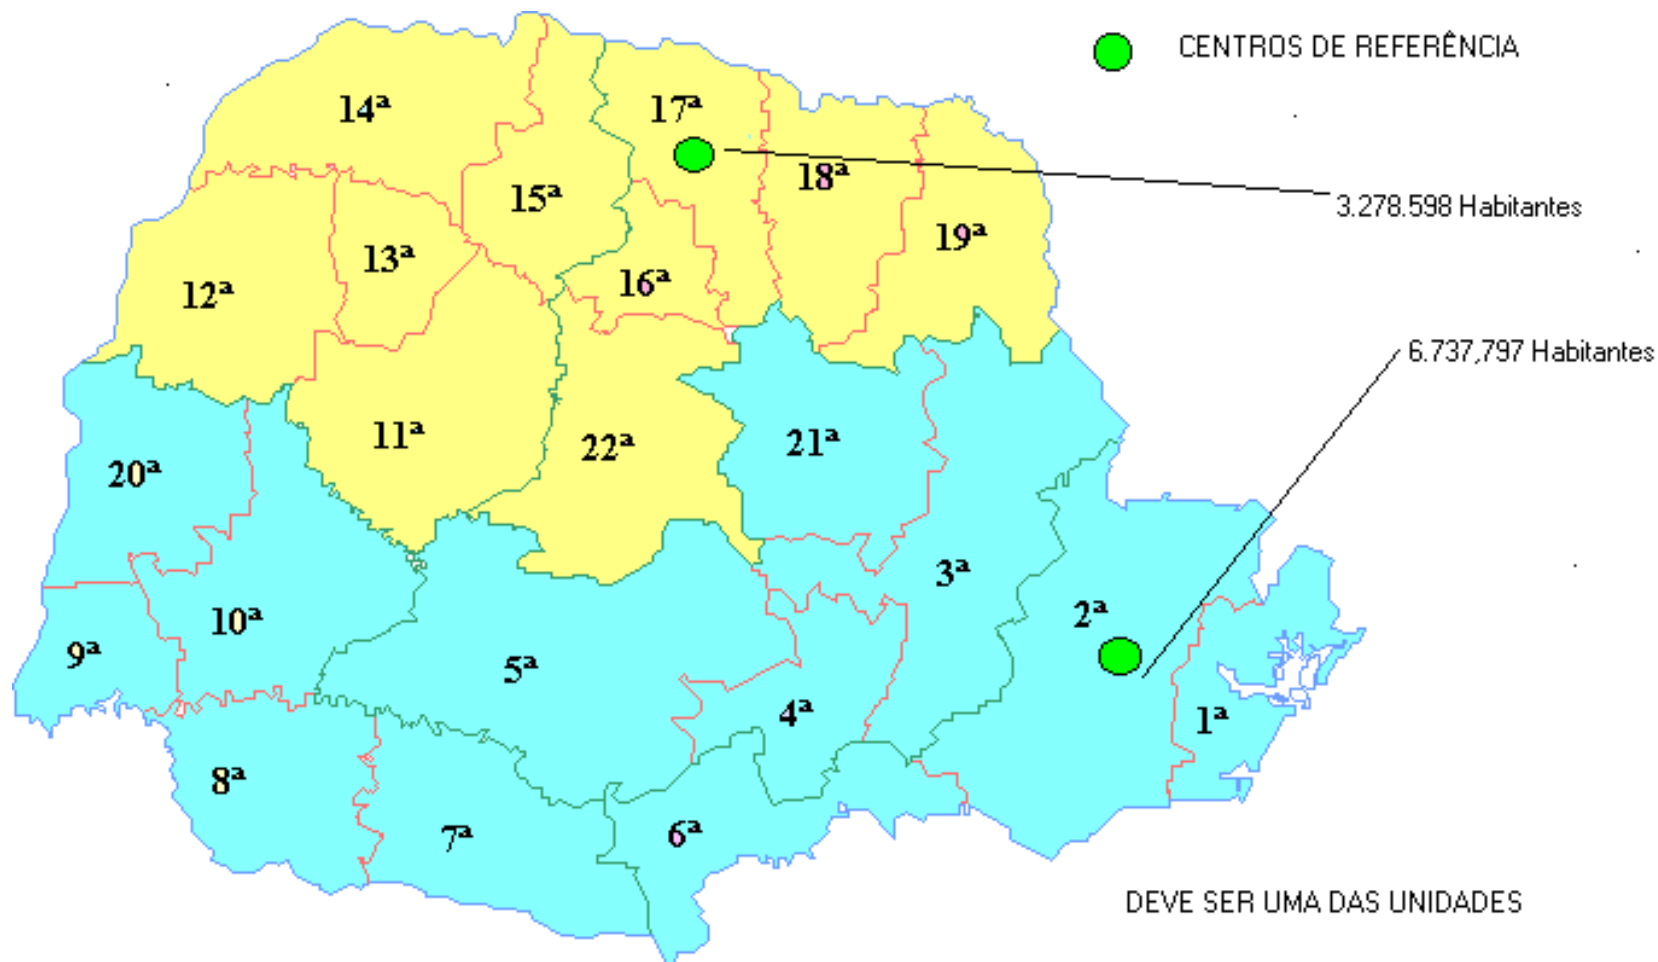 CENTROS DE REFERÊNCIA
14ª
17ª
18ª
15ª
3.278.598 Habitantes
19ª
13ª
16ª
12ª
6.737,797 Habitantes
11ª
22ª
21ª
20ª
3ª
2ª
10ª
9ª
5ª
4ª
1ª
8ª
7ª
6ª
DEVE SER UMA DAS UNIDADES